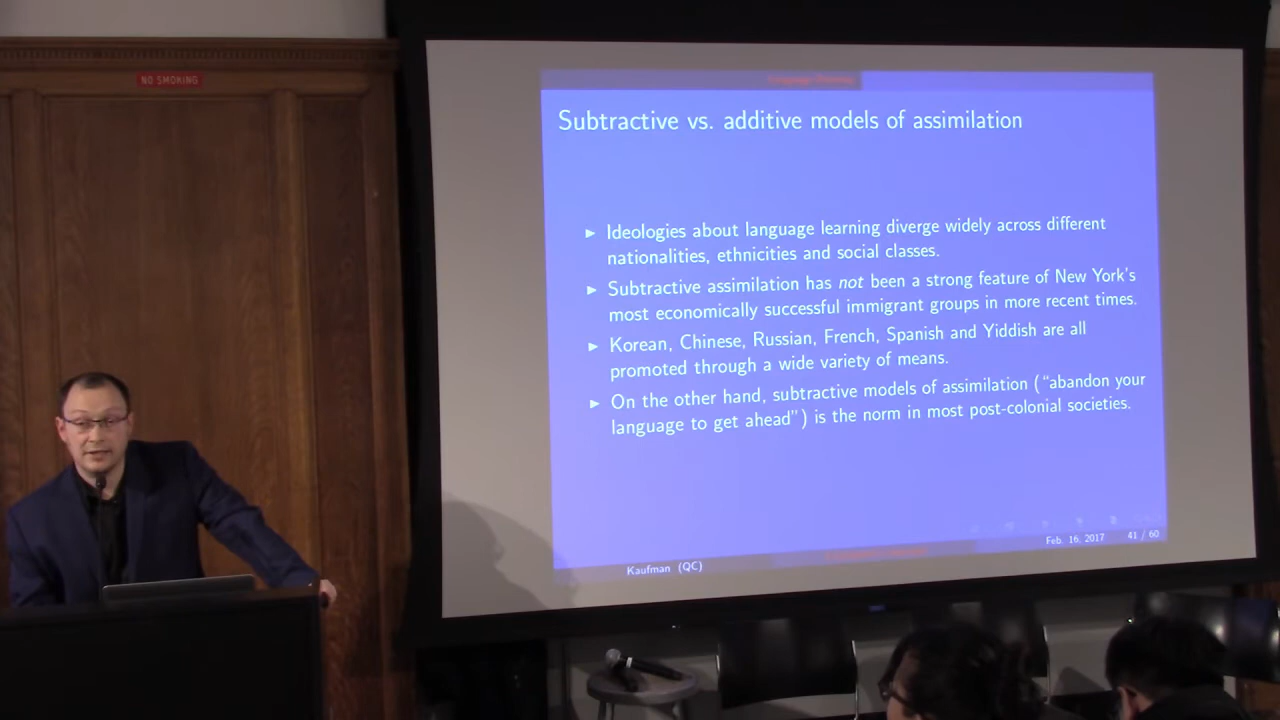 NO SMOKING
Subtractive vs. additive models of assimilation
► Ideologies about language learning diverge widely across different
nationalities, ethnicities and social classes.
► Subtractive assimilation has not been a strong feature of New York's
most economically successful immigrant groups in more recent times.
► Korean, Chinese, Russian, French, Spanish and Yiddish are all
promoted through a wide variety of means.
► On the other hand, subtractive models of assimilation ("abandon your
language to get ahead") is the norm in most post-colonial societies.
Kaufman (QC)
Feb. 16, 2017 41 / 60